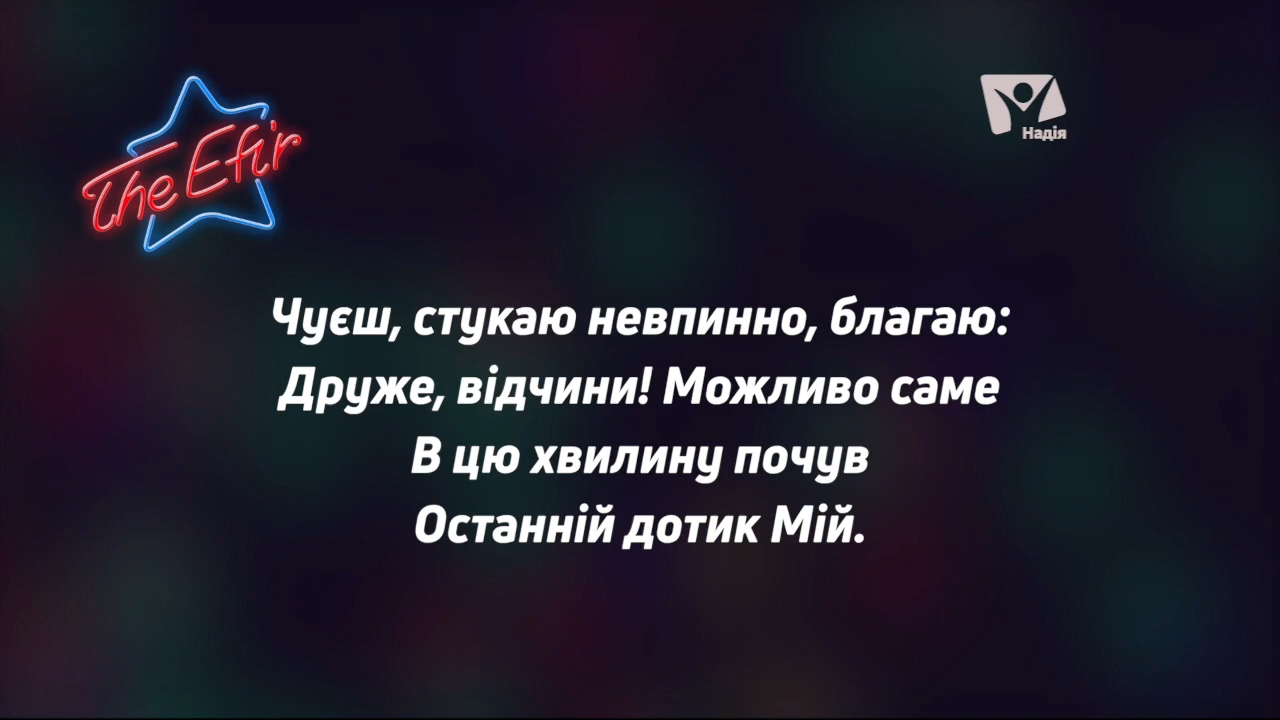 The Efir
Надія
Чуєш, стукаю невпинно, благаю:
Друже, відчини! Можливо саме
В цю хвилину почув
Останній дотик Мій.